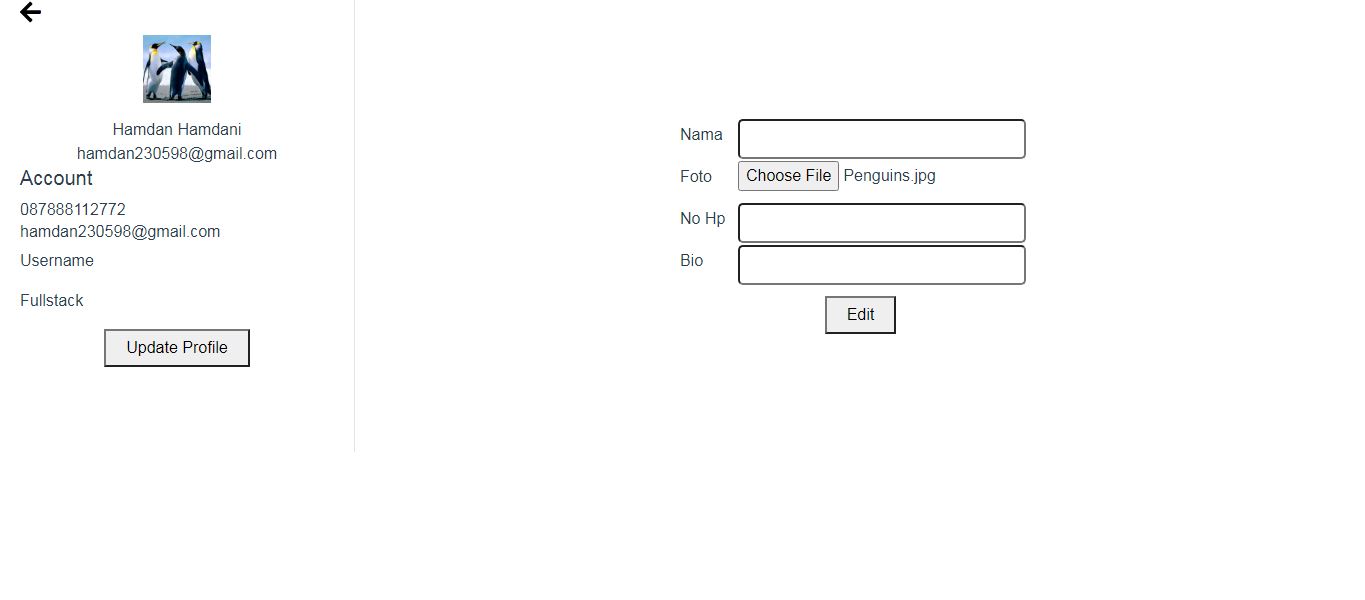 Hamdan Hamdani
hamdan230598@gmail.com
Account
087888112772
hamdan230598@gmail.com
Username
Fullstack
Update Profile
Nama
Foto Choose File Penguins.jpg
No Hp
Bio
Edit